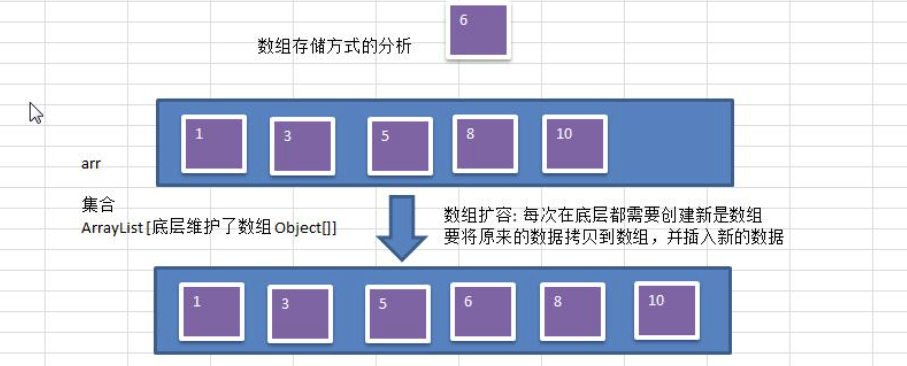 6
数组存储方式的分析
1 3 5 8 10
arr
集合
ArrayList [底层维护了数组 Object[]]
数组扩容: 每次在底层都需要创建新是数组
要将原来的数据拷贝到数组，并插入新的数据
1 3 5 6 8 10